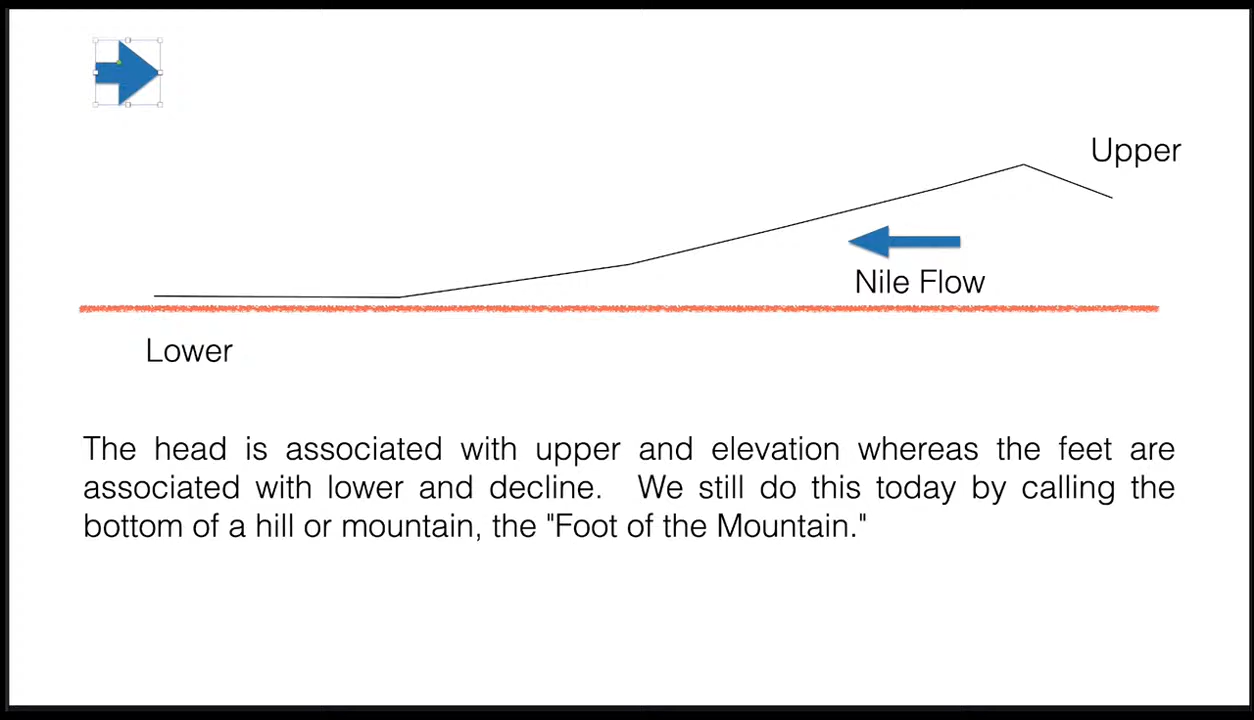 Upper
Nile Flow
Lower
The head is associated with upper and elevation whereas the feet are
associated with lower and decline.  We still do this today by calling the
bottom of a hill or mountain, the "Foot of the Mountain."